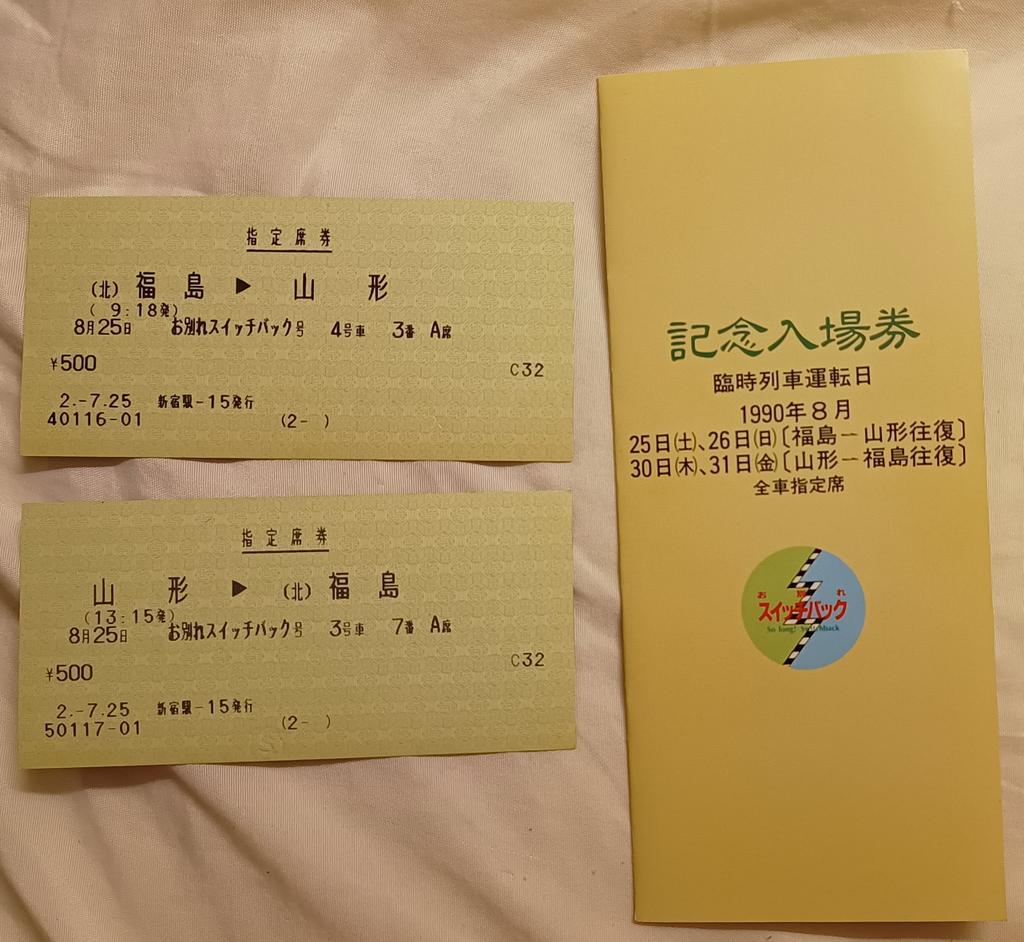 指定席券
(北) 福島 ▶ 山形
( 9:18発)
8月25日 お別れスイッチバック号 4号車 3番 A席
¥500
C32
2.-7.25 新宿駅-15発行
40116-01 (2- )
指定席券
山形 ▶ (北) 福島
(13:15発)
8月25日 お別れスイッチバック号 3号車 7番 A席
¥500
C32
2.-7.25 新宿駅-15発行
50117-01 (2- )
記念入場券
臨時列車運転日
1990年8月
25日(土)、26日(日)〔福島―山形往復〕
30日(木)、31日(金)〔山形―福島往復〕
全車指定席
お別れ
スイッチバック
So long! Switchback